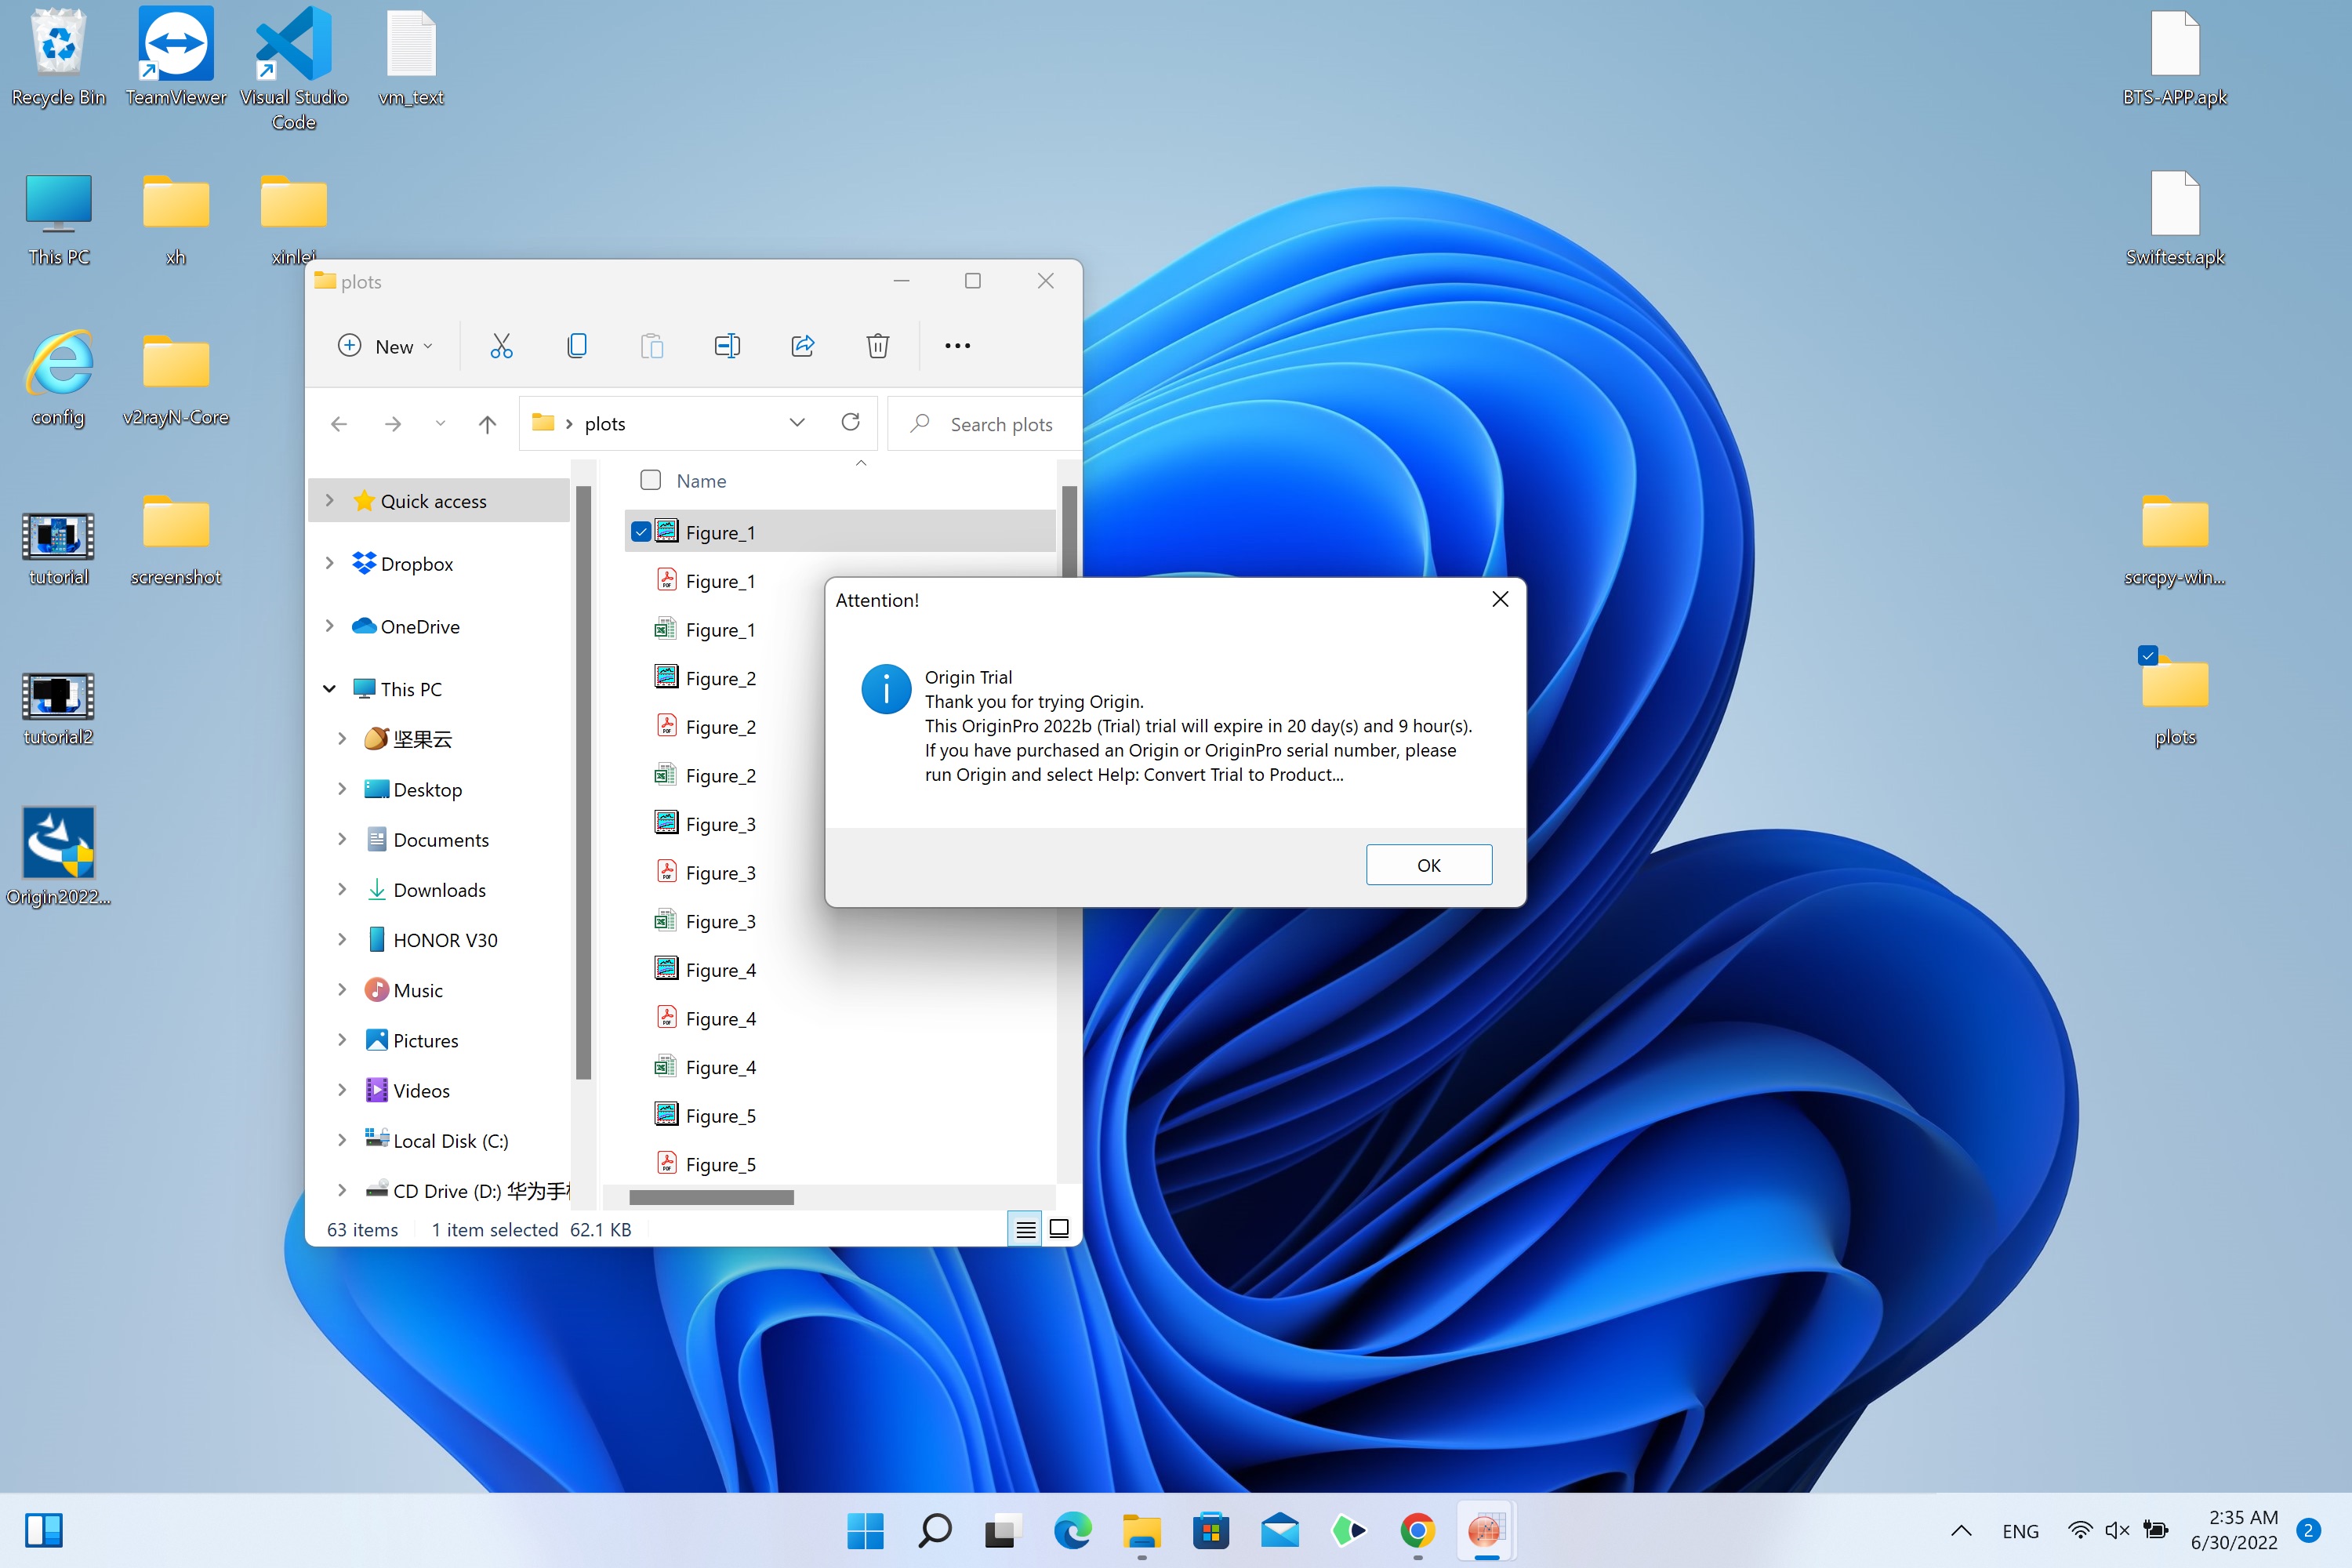 Recycle Bin
TeamViewer
Visual Studio
Code
vm_text
This PC
xh
xinlei
config
v2rayN-Core
tutorial
screenshot
tutorial2
Origin2022...
BTS-APP.apk
Swiftest.apk
scrcpy-win...
plots
plots
New
plots
Search plots
Quick access
Dropbox
OneDrive
This PC
坚果云
Desktop
Documents
Downloads
HONOR V30
Music
Pictures
Videos
Local Disk (C:)
CD Drive (D:) 华为手
Name
Figure_1
Figure_1
Figure_1
Figure_2
Figure_2
Figure_2
Figure_3
Figure_3
Figure_3
Figure_4
Figure_4
Figure_4
Figure_5
Figure_5
63 items
1 item selected 62.1 KB
Attention!
Origin Trial
Thank you for trying Origin.
This OriginPro 2022b (Trial) trial will expire in 20 day(s) and 9 hour(s).
If you have purchased an Origin or OriginPro serial number, please
run Origin and select Help: Convert Trial to Product...
OK
ENG
2:35 AM
6/30/2022
2